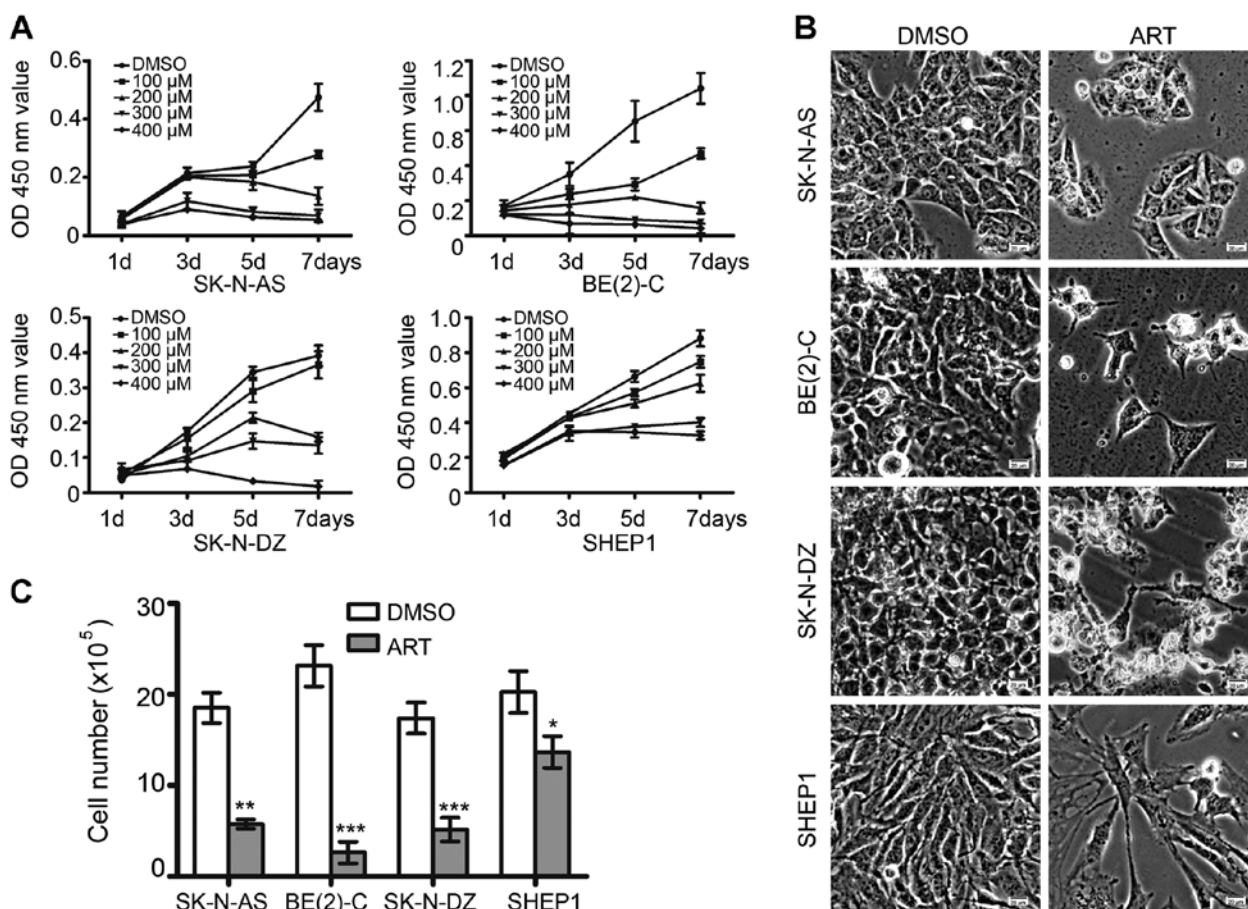 A
0.6
0.4
0.2
0
OD 450 nm value
DMSO
100 µM
200 µM
300 µM
400 µM
1d 3d 5d 7days
SK-N-AS
1.2
1.0
0.8
0.6
0.4
0.2
0
OD 450 nm value
DMSO
100 µM
200 µM
300 µM
400 µM
1d 3d 5d 7days
BE(2)-C
0.5
0.4
0.3
0.2
0.1
0
OD 450 nm value
DMSO
100 µM
200 µM
300 µM
400 µM
1d 3d 5d 7days
SK-N-DZ
1.0
0.8
0.6
0.4
0.2
0
OD 450 nm value
DMSO
100 µM
200 µM
300 µM
400 µM
1d 3d 5d 7days
SHEP1
B
DMSO ART
SK-N-AS
BE(2)-C
SK-N-DZ
SHEP1
C
30
20
10
0
Cell number (x10⁵)
DMSO
ART
** *** *** *
SK-N-AS BE(2)-C SK-N-DZ SHEP1